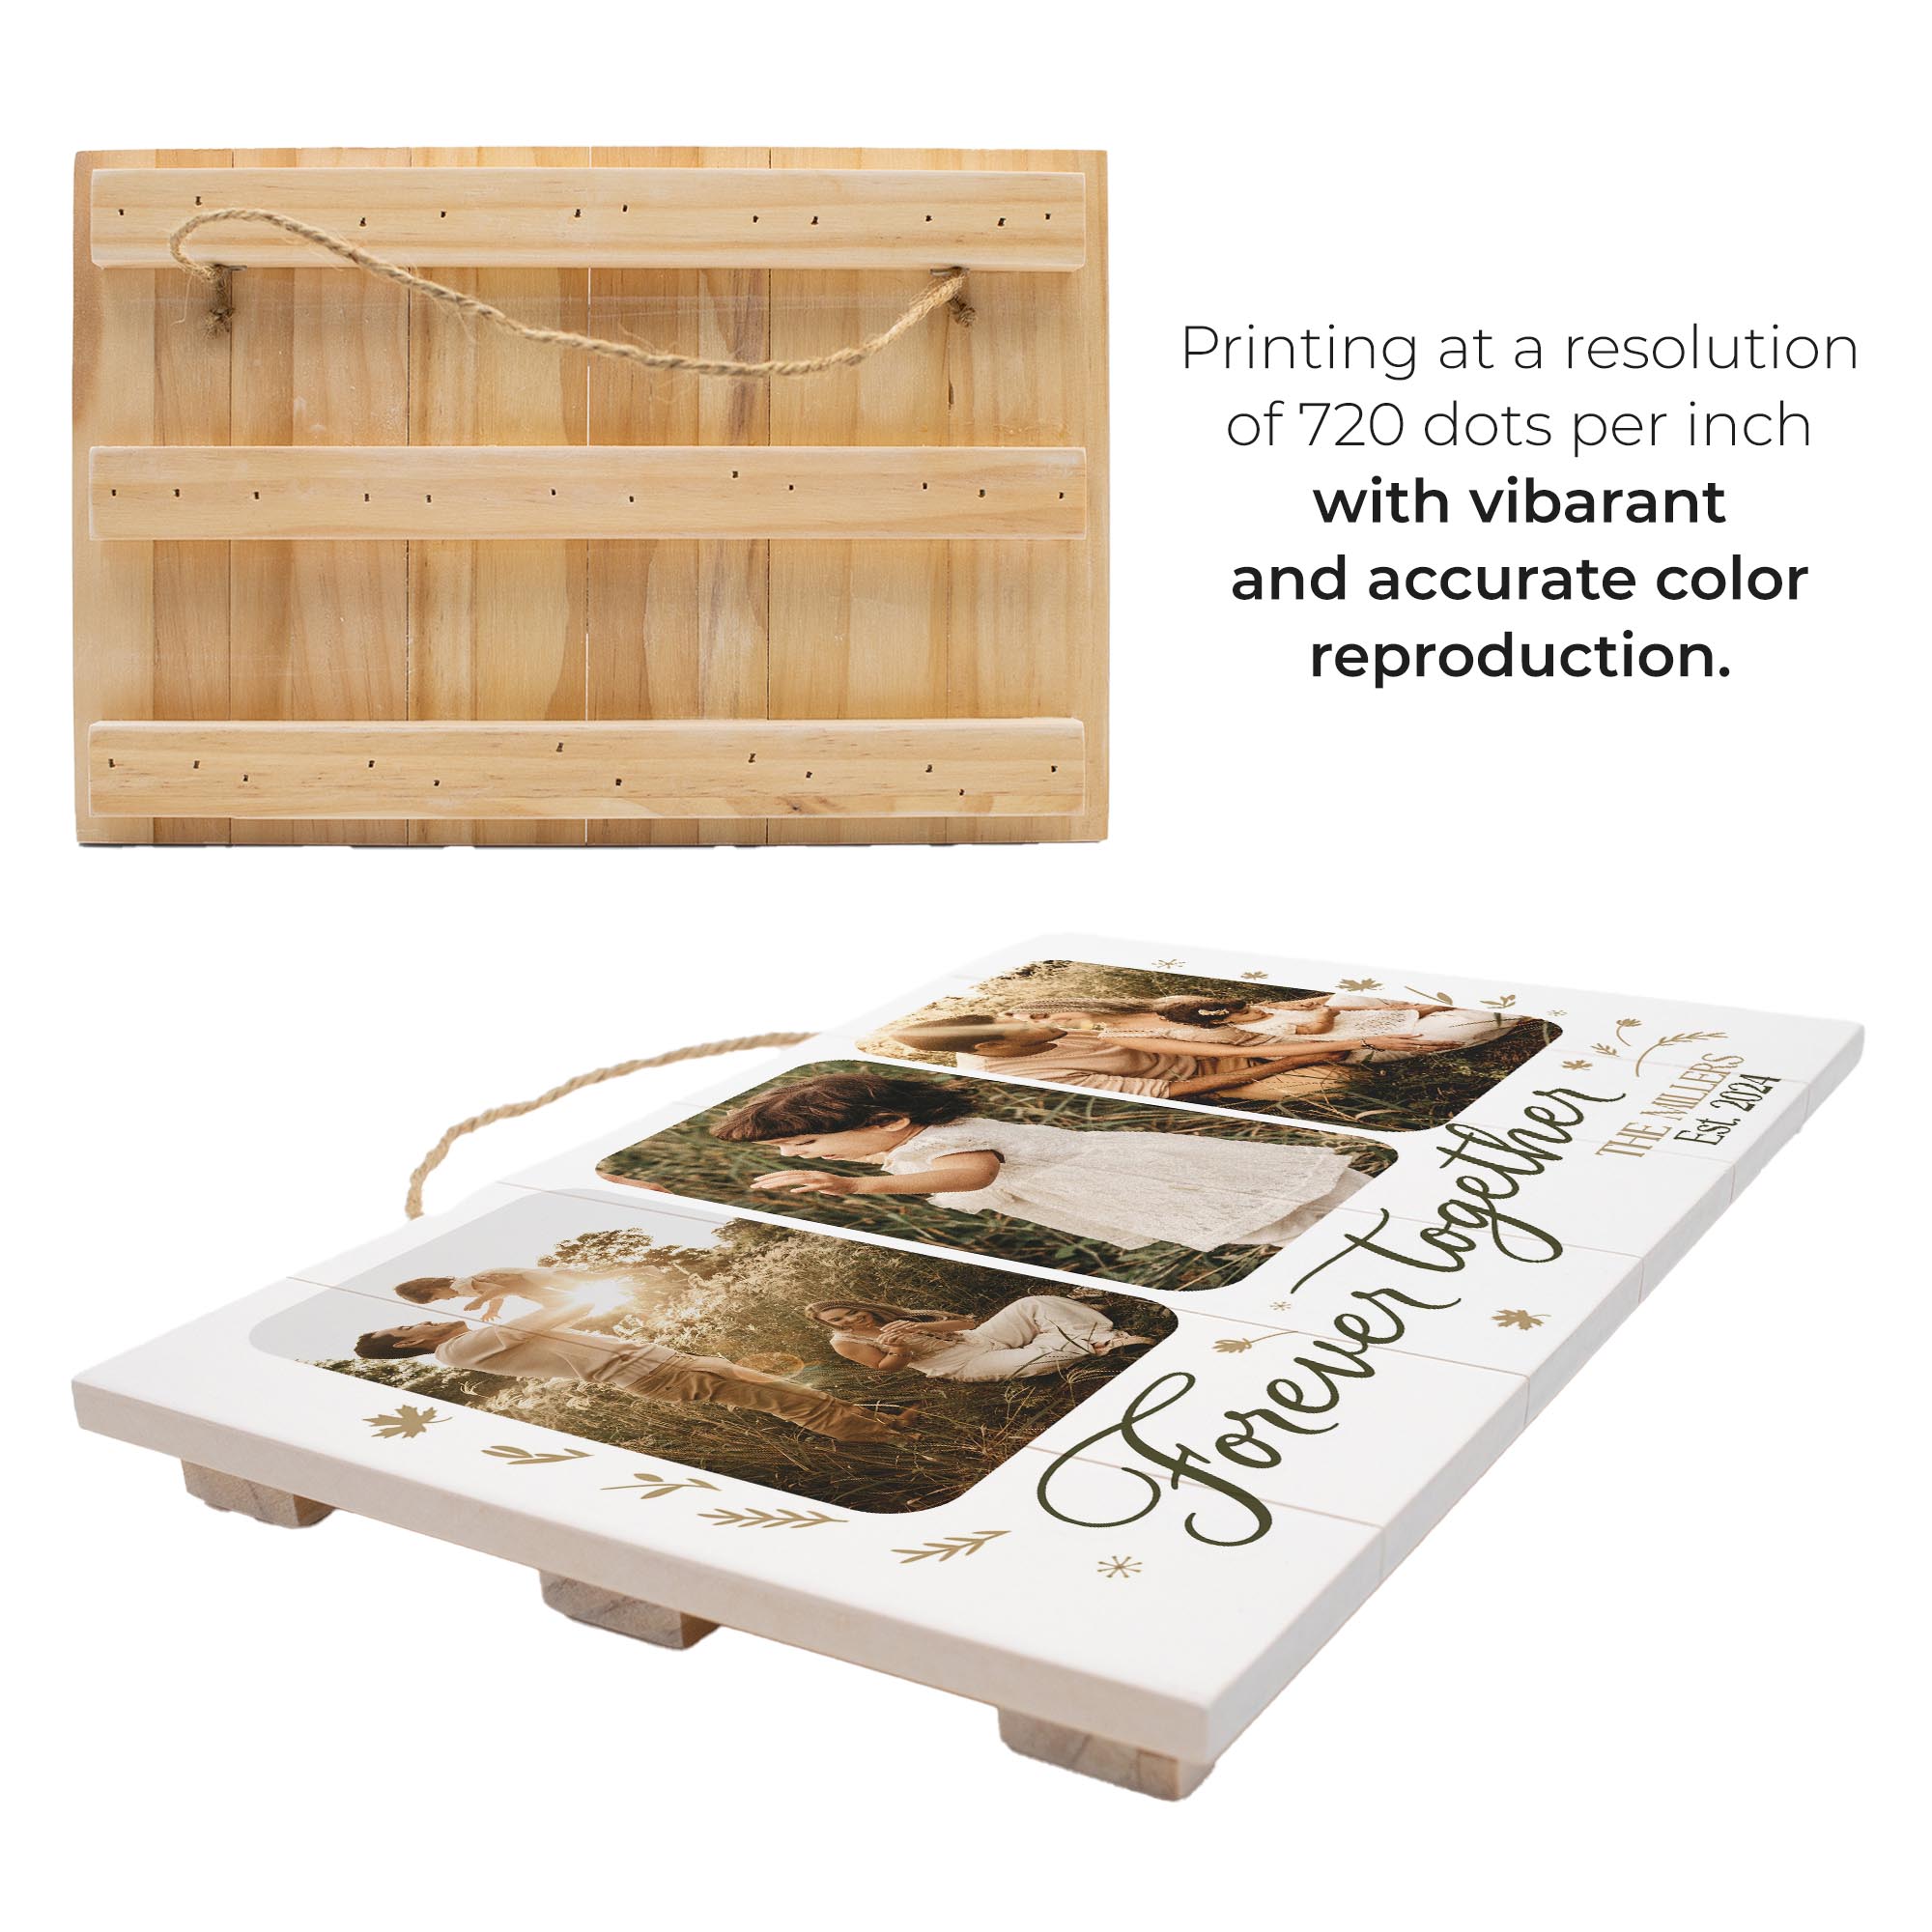 Printing at a resolution
of 720 dots per inch
with vibarant
and accurate color
reproduction.
Forever together
THE MILLERS
Est. 2024